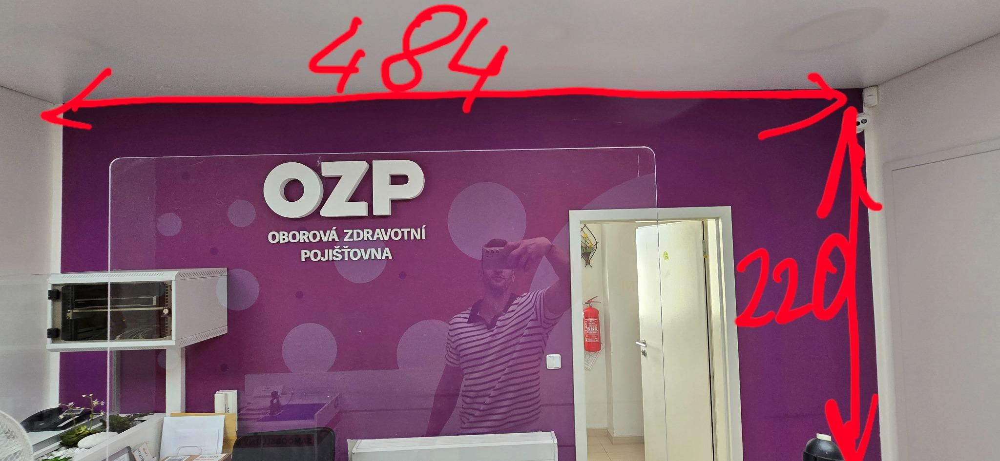 484
OZP
OBOROVÁ ZDRAVOTNÍ
POJIŠŤOVNA
220